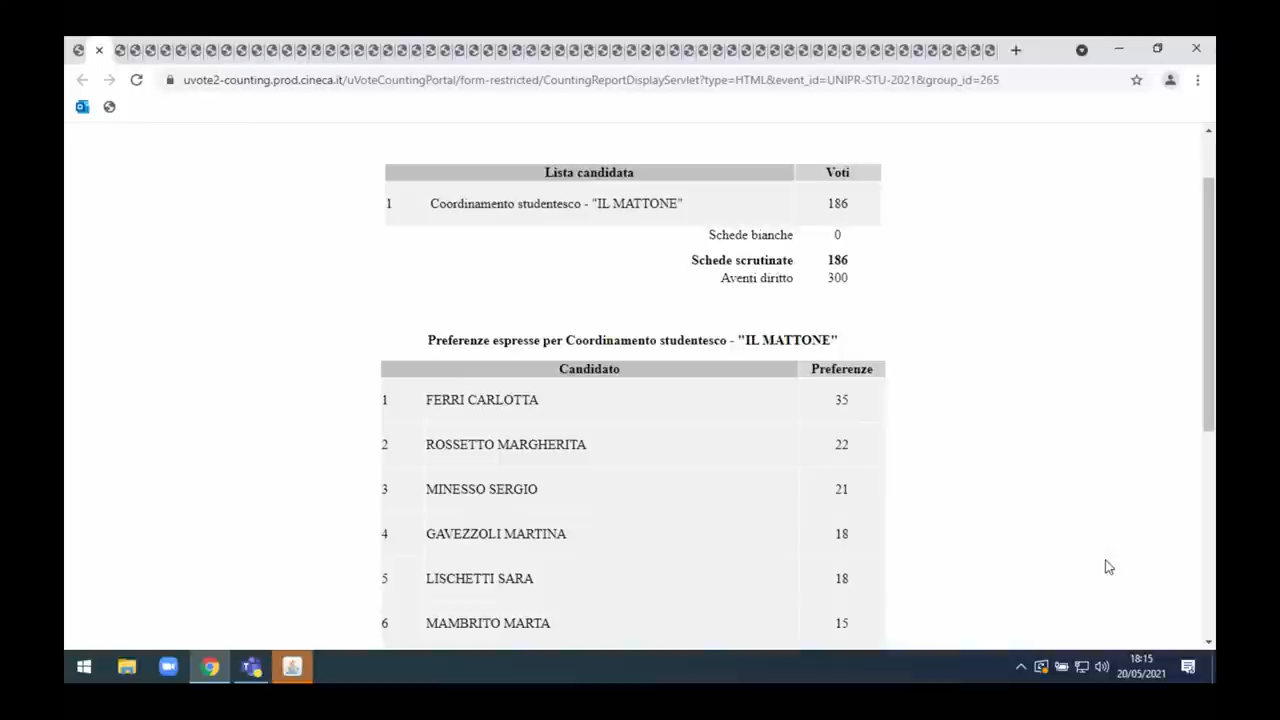 uvote2-counting.prod.cineca.it/uVoteCountingPortal/form-restricted/CountingReportDisplayServlet?type=HTML&event_id=UNIPR-STU-2021&group_id=265
Lista candidata Voti
1 Coordinamento studentesco - "IL MATTONE" 186
Schede bianche 0
Schede scrutinate 186
Aventi diritto 300
Preferenze espresse per Coordinamento studentesco - "IL MATTONE"
Candidato Preferenze
1 FERRI CARLOTTA 35
2 ROSSETTO MARGHERITA 22
3 MINESSO SERGIO 21
4 GAVEZZOLI MARTINA 18
5 LISCHETTI SARA 18
6 MAMBRITO MARTA 15
18:15
20/05/2021